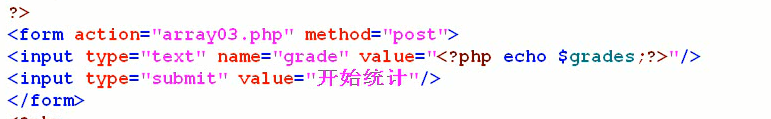 ?>
<form action="array03.php" method="post">
<input type="text" name="grade" value="<?php echo $grades;?>"/>
<input type="submit" value="开始统计"/>
</form>